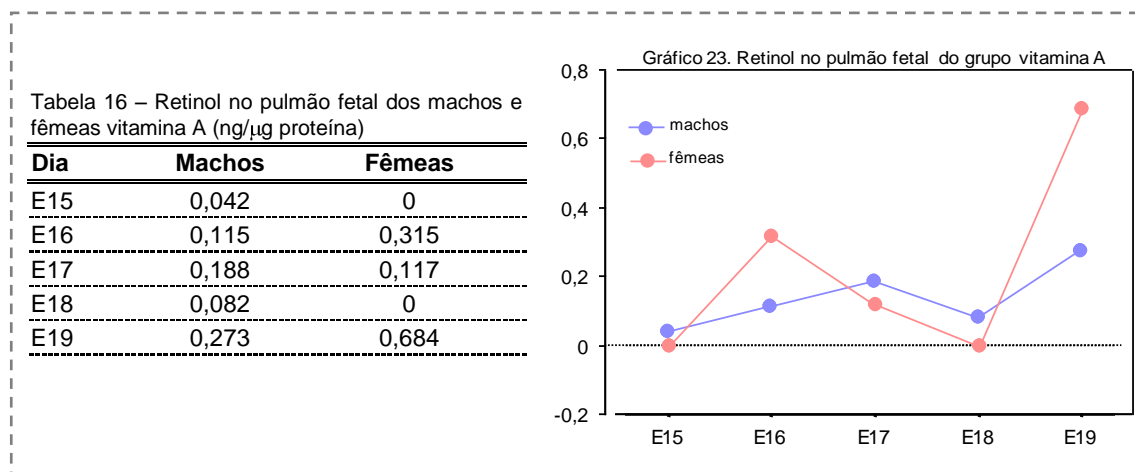 Tabela 16 – Retinol no pulmão fetal dos machos e
fêmeas vitamina A (ng/μg proteína)
Dia Machos Fêmeas
E15 0,042 0
E16 0,115 0,315
E17 0,188 0,117
E18 0,082 0
E19 0,273 0,684
Gráfico 23. Retinol no pulmão fetal do grupo vitamina A
0,8
0,6
0,4
0,2
0
-0,2
machos
fêmeas
E15 E16 E17 E18 E19